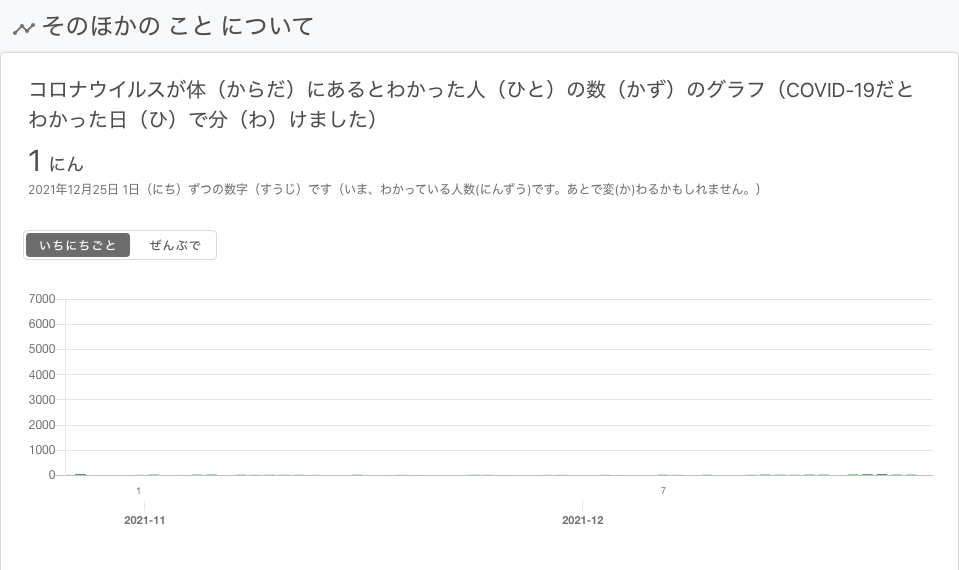 そのほかの こと について
コロナウイルスが体（からだ）にあるとわかった人（ひと）の数（かず）のグラフ（COVID-19だと
わかった日（ひ）で分（わ）けました）
1 にん
2021年12月25日 1日（にち）ずつの数字（すうじ）です（いま、わかっている人数(にんずう)です。あとで変(か)わるかもしれません。）
いちにちごと ぜんぶで
7000
6000
5000
4000
3000
2000
1000
0
1 7
2021-11 2021-12